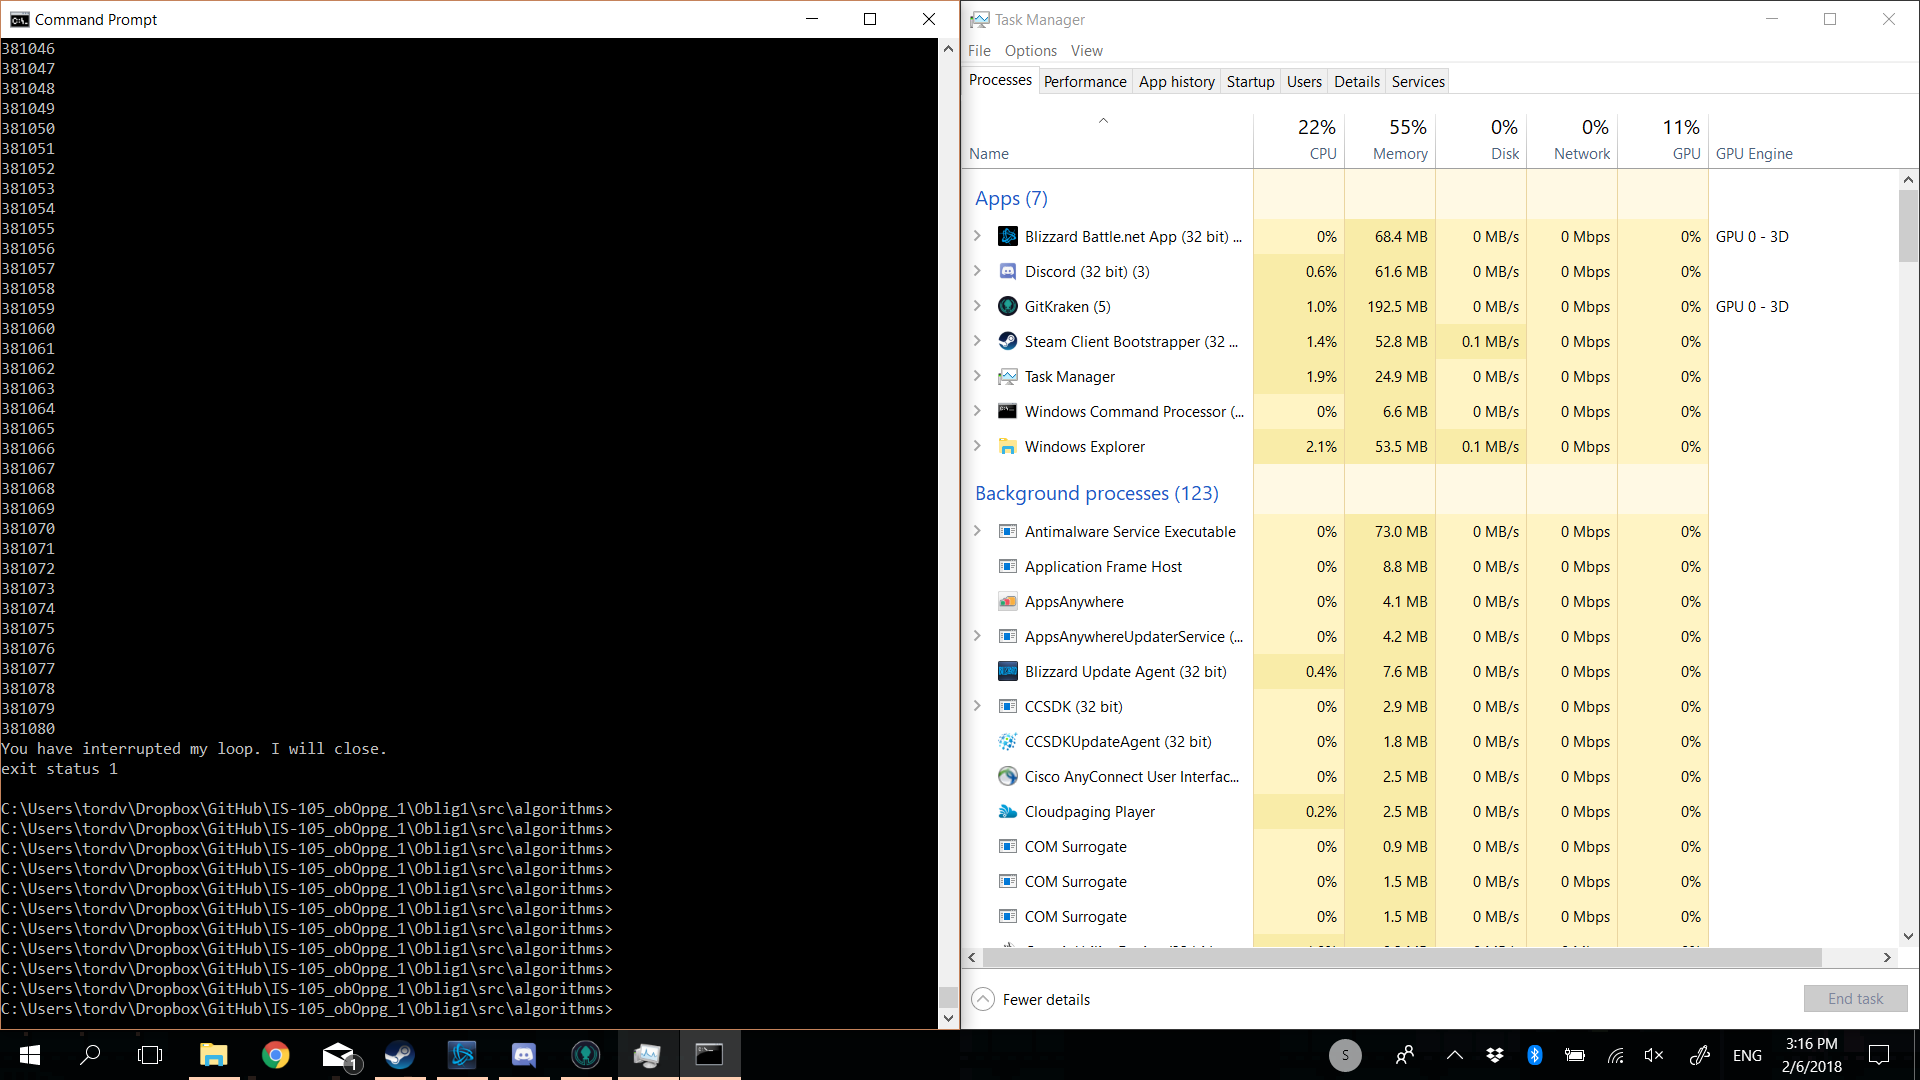 Command Prompt
381046
381047
381048
381049
381050
381051
381052
381053
381054
381055
381056
381057
381058
381059
381060
381061
381062
381063
381064
381065
381066
381067
381068
381069
381070
381071
381072
381073
381074
381075
381076
381077
381078
381079
381080
You have interrupted my loop. I will close.
exit status 1
C:\Users\tordv\Dropbox\GitHub\IS-105_obOppg_1\Oblig1\src\algorithms>
C:\Users\tordv\Dropbox\GitHub\IS-105_obOppg_1\Oblig1\src\algorithms>
C:\Users\tordv\Dropbox\GitHub\IS-105_obOppg_1\Oblig1\src\algorithms>
C:\Users\tordv\Dropbox\GitHub\IS-105_obOppg_1\Oblig1\src\algorithms>
C:\Users\tordv\Dropbox\GitHub\IS-105_obOppg_1\Oblig1\src\algorithms>
C:\Users\tordv\Dropbox\GitHub\IS-105_obOppg_1\Oblig1\src\algorithms>
C:\Users\tordv\Dropbox\GitHub\IS-105_obOppg_1\Oblig1\src\algorithms>
C:\Users\tordv\Dropbox\GitHub\IS-105_obOppg_1\Oblig1\src\algorithms>
C:\Users\tordv\Dropbox\GitHub\IS-105_obOppg_1\Oblig1\src\algorithms>
C:\Users\tordv\Dropbox\GitHub\IS-105_obOppg_1\Oblig1\src\algorithms>
C:\Users\tordv\Dropbox\GitHub\IS-105_obOppg_1\Oblig1\src\algorithms>
Task Manager
File Options View
Processes Performance App history Startup Users Details Services
22% 55% 0% 0% 11%
Name CPU Memory Disk Network GPU GPU Engine
Apps (7)
Blizzard Battle.net App (32 bit) ... 0% 68.4 MB 0 MB/s 0 Mbps 0% GPU 0 - 3D
Discord (32 bit) (3) 0.6% 61.6 MB 0 MB/s 0 Mbps 0%
GitKraken (5) 1.0% 192.5 MB 0 MB/s 0 Mbps 0% GPU 0 - 3D
Steam Client Bootstrapper (32 ... 1.4% 52.8 MB 0.1 MB/s 0 Mbps 0%
Task Manager 1.9% 24.9 MB 0 MB/s 0 Mbps 0%
Windows Command Processor (... 0% 6.6 MB 0 MB/s 0 Mbps 0%
Windows Explorer 2.1% 53.5 MB 0.1 MB/s 0 Mbps 0%
Background processes (123)
Antimalware Service Executable 0% 73.0 MB 0 MB/s 0 Mbps 0%
Application Frame Host 0% 8.8 MB 0 MB/s 0 Mbps 0%
AppsAnywhere 0% 4.1 MB 0 MB/s 0 Mbps 0%
AppsAnywhereUpdaterService (... 0% 4.2 MB 0 MB/s 0 Mbps 0%
Blizzard Update Agent (32 bit) 0.4% 7.6 MB 0 MB/s 0 Mbps 0%
CCSDK (32 bit) 0% 2.9 MB 0 MB/s 0 Mbps 0%
CCSDKUpdateAgent (32 bit) 0% 1.8 MB 0 MB/s 0 Mbps 0%
Cisco AnyConnect User Interfac... 0% 2.5 MB 0 MB/s 0 Mbps 0%
Cloudpaging Player 0.2% 2.5 MB 0 MB/s 0 Mbps 0%
COM Surrogate 0% 0.9 MB 0 MB/s 0 Mbps 0%
COM Surrogate 0% 1.5 MB 0 MB/s 0 Mbps 0%
COM Surrogate 0% 1.5 MB 0 MB/s 0 Mbps 0%
Fewer details End task
1 S ENG 3:16 PM
2/6/2018